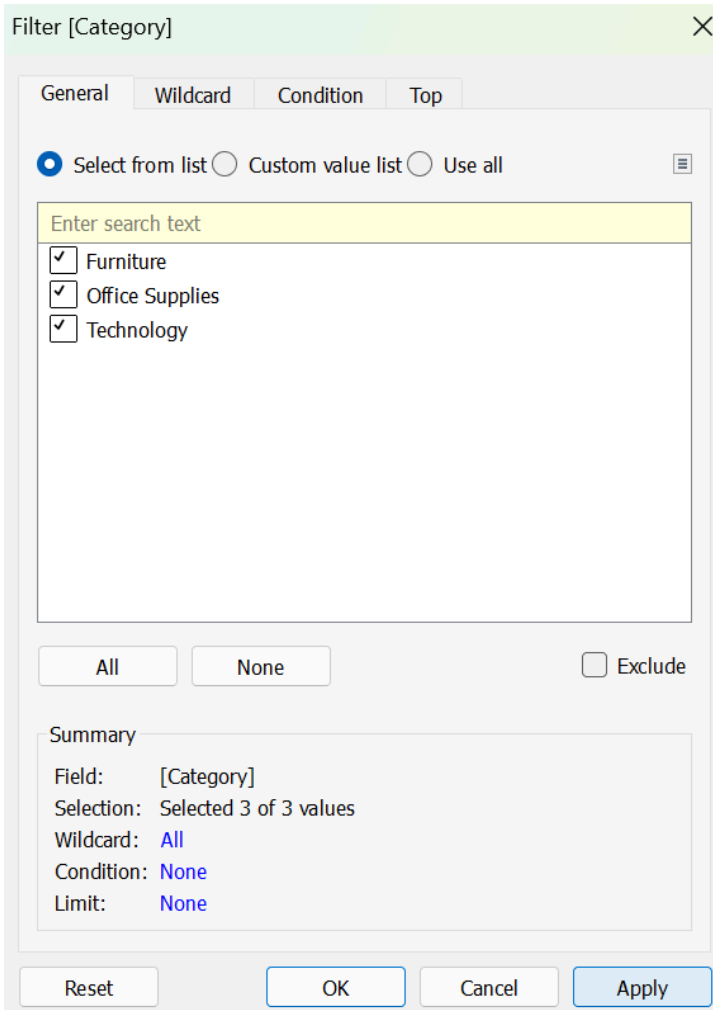 Filter [Category]
General Wildcard Condition Top
Select from list Custom value list Use all
Enter search text
Furniture
Office Supplies
Technology
All None Exclude
Summary
Field: [Category]
Selection: Selected 3 of 3 values
Wildcard: All
Condition: None
Limit: None
Reset OK Cancel Apply